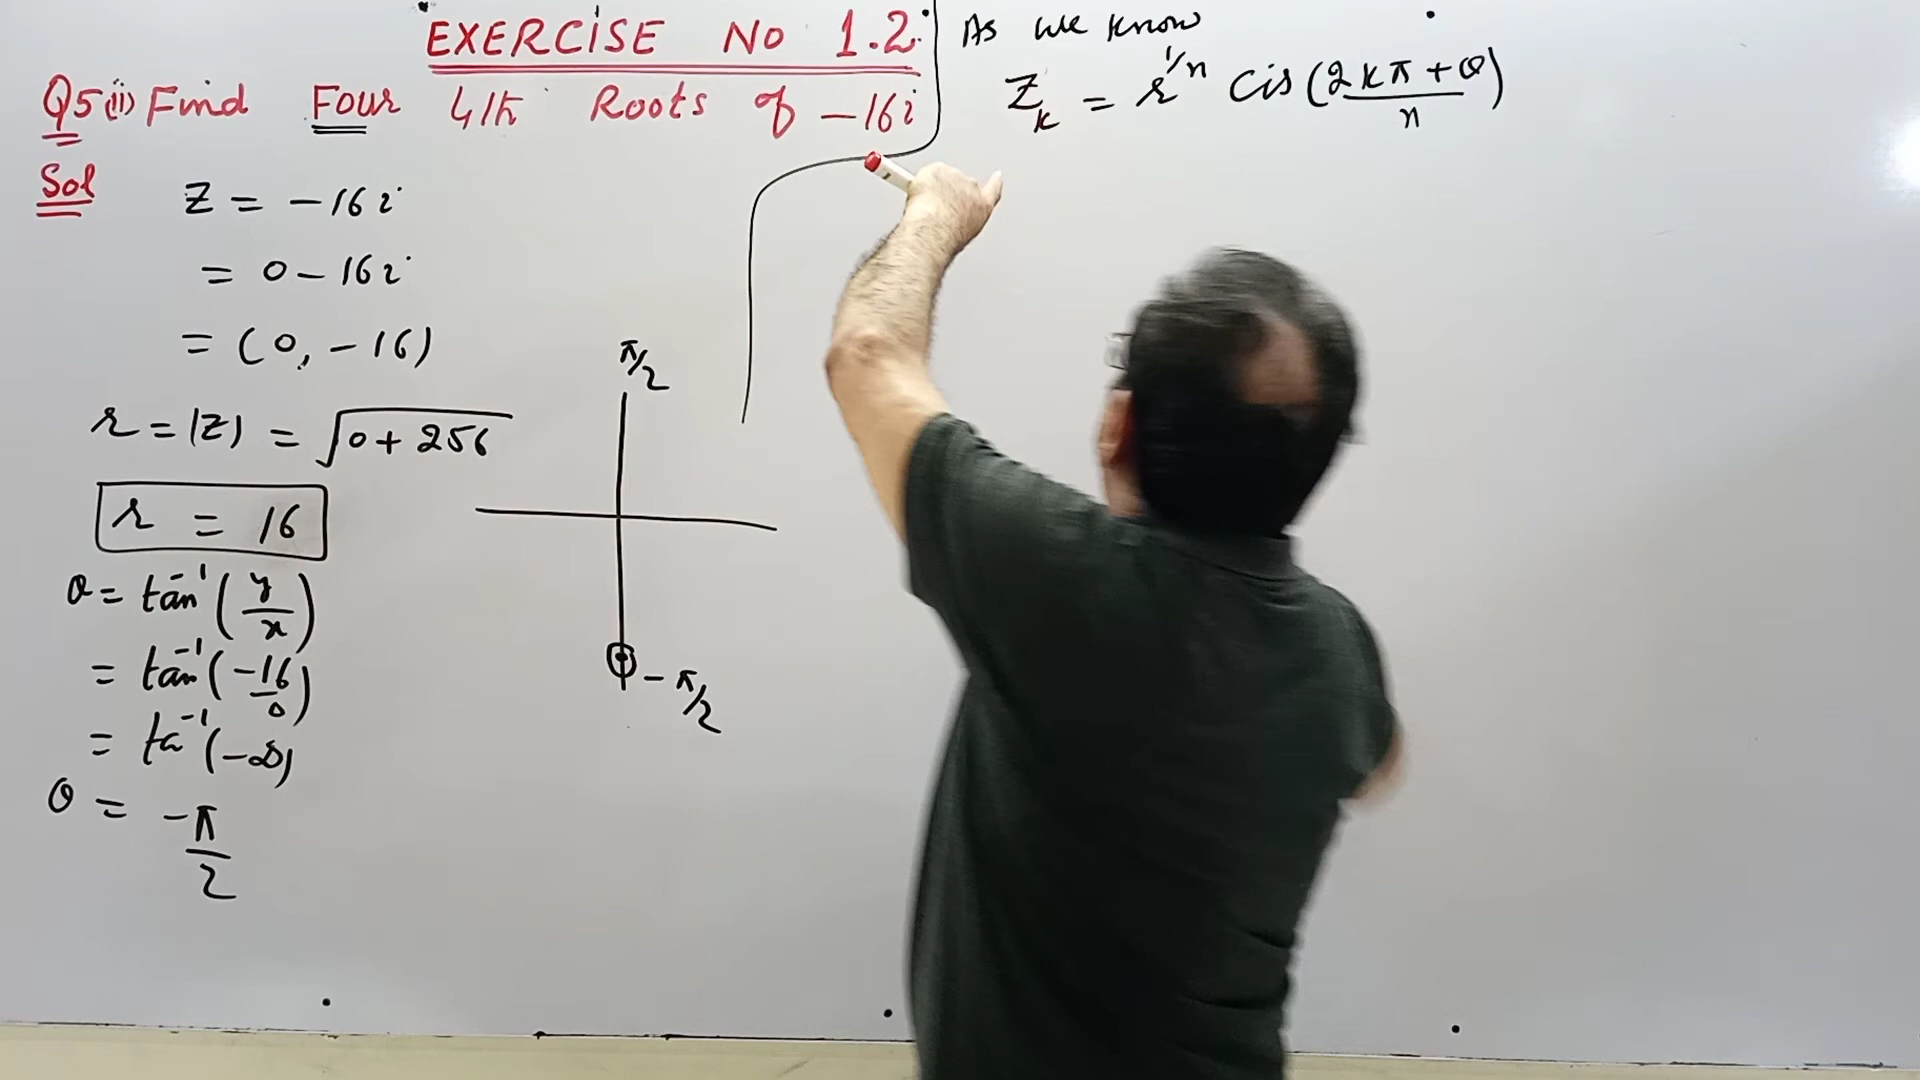 EXERCISE NO 1.2
Q5(ii) Find Four 4th Roots of -16i
Sol
z = -16i
= 0 - 16i
= (0, -16)
r = |z| = √(0 + 256)
r = 16
θ = tan⁻¹(y/x)
= tan⁻¹(-16/0)
= ta⁻¹(-∞)
θ = -π/2
π/2
-π/2
As we know
Z_k = r^(1/n) cis((2kπ + θ)/n)